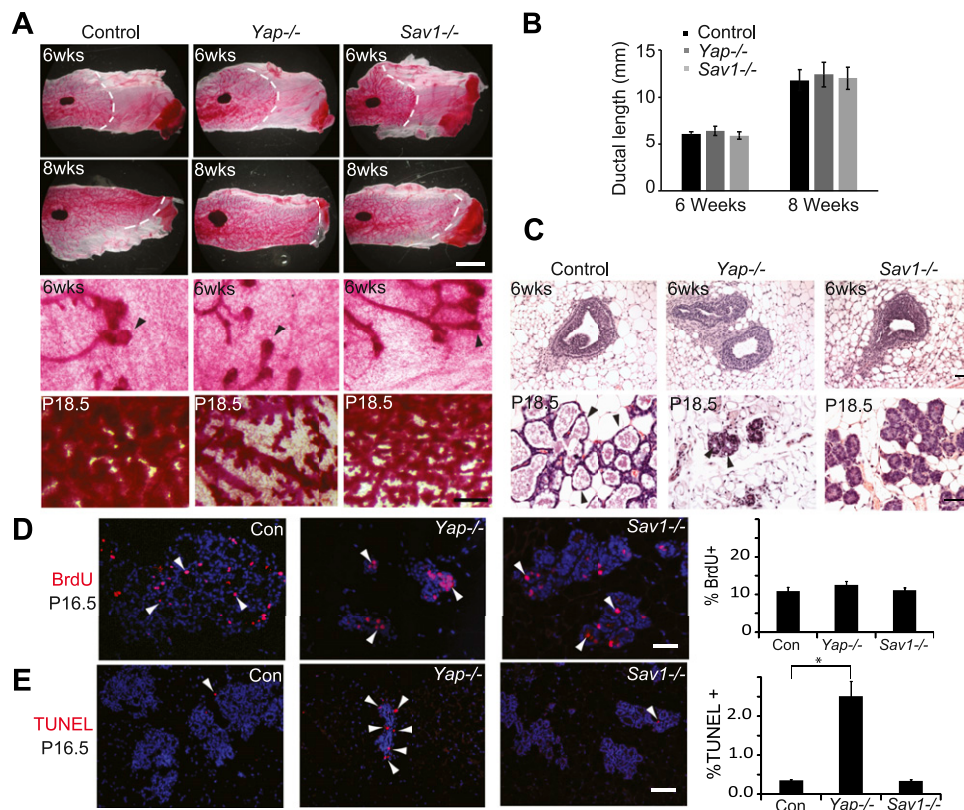 A
Control
Yap-/-
Sav1-/-
6wks
6wks
6wks
8wks
8wks
8wks
6wks
6wks
6wks
P18.5
P18.5
P18.5
B
Control
Yap-/-
Sav1-/-
Ductal length (mm)
15
10
5
0
6 Weeks
8 Weeks
C
Control
Yap-/-
Sav1-/-
6wks
6wks
6wks
P18.5
P18.5
P18.5
D
BrdU
P16.5
Con
Yap-/-
Sav1-/-
% BrdU+
20
10
0
Con
Yap-/-
Sav1-/-
E
TUNEL
P16.5
Con
Yap-/-
Sav1-/-
%TUNEL +
2.0
1.0
0.0
*
Con
Yap-/-
Sav1-/-